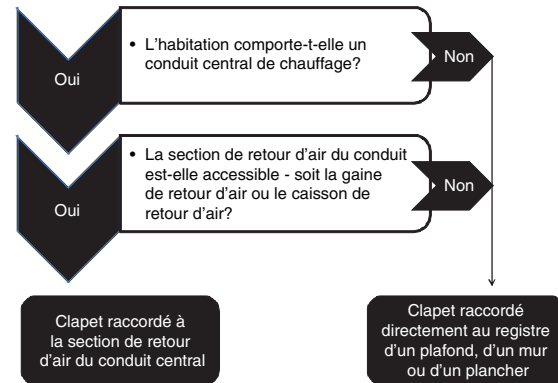 Oui
• L'habitation comporte-t-elle un
conduit central de chauffage?
Non
Oui
• La section de retour d'air du conduit
est-elle accessible - soit la gaine
de retour d'air ou le caisson de
retour d'air?
Non
Clapet raccordé à
la section de retour
d'air du conduit central
Clapet raccordé
directement au registre
d'un plafond, d'un mur
ou d'un plancher